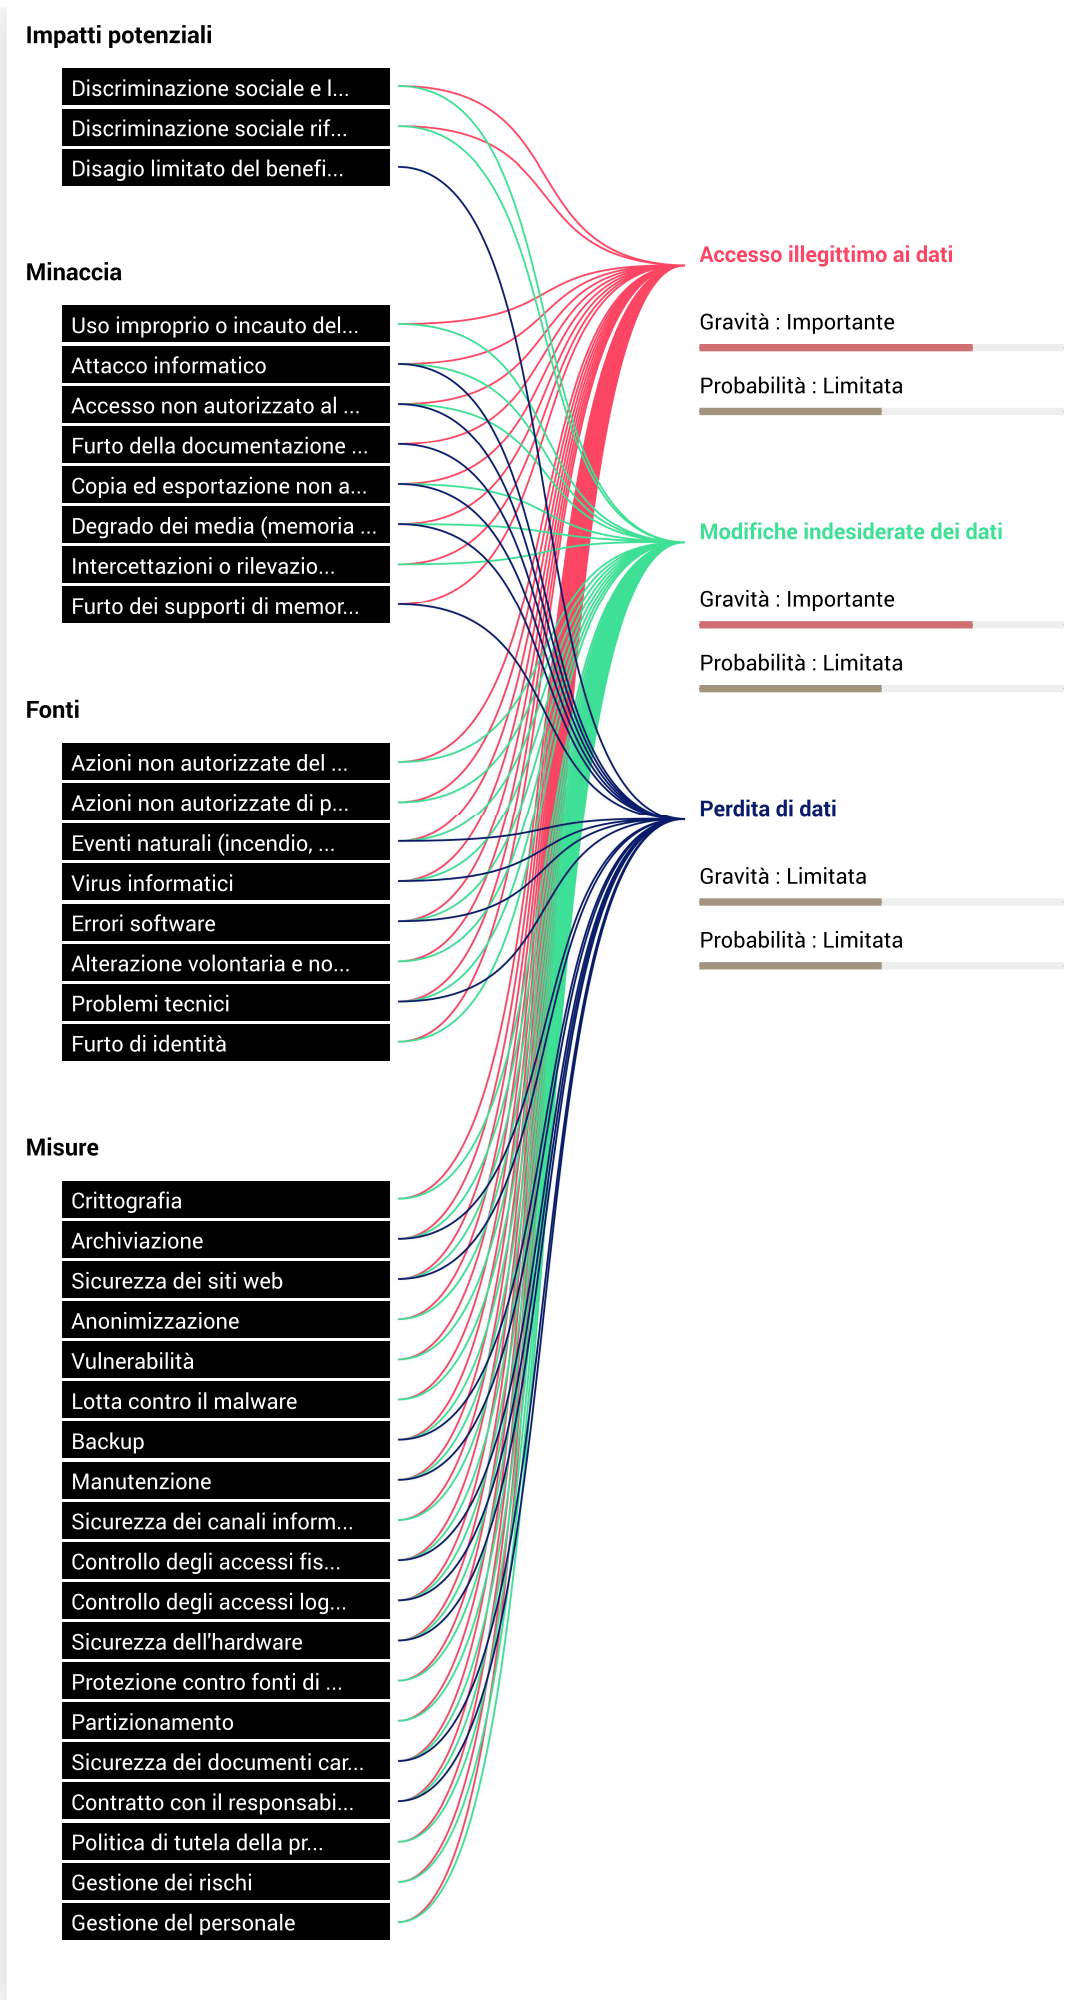 Impatti potenziali
Discriminazione sociale e l...
Discriminazione sociale rif...
Disagio limitato del benefi...
Minaccia
Uso improprio o incauto del...
Attacco informatico
Accesso non autorizzato al ...
Furto della documentazione ...
Copia ed esportazione non a...
Degrado dei media (memoria ...
Intercettazioni o rilevazio...
Furto dei supporti di memor...
Fonti
Azioni non autorizzate del ...
Azioni non autorizzate di p...
Eventi naturali (incendio, ...
Virus informatici
Errori software
Alterazione volontaria e no...
Problemi tecnici
Furto di identità
Misure
Crittografia
Archiviazione
Sicurezza dei siti web
Anonimizzazione
Vulnerabilità
Lotta contro il malware
Backup
Manutenzione
Sicurezza dei canali inform...
Controllo degli accessi fis...
Controllo degli accessi log...
Sicurezza dell'hardware
Protezione contro fonti di ...
Partizionamento
Sicurezza dei documenti car...
Contratto con il responsabi...
Politica di tutela della pr...
Gestione dei rischi
Gestione del personale
Accesso illegittimo ai dati
Gravità : Importante
Probabilità : Limitata
Modifiche indesiderate dei dati
Gravità : Importante
Probabilità : Limitata
Perdita di dati
Gravità : Limitata
Probabilità : Limitata